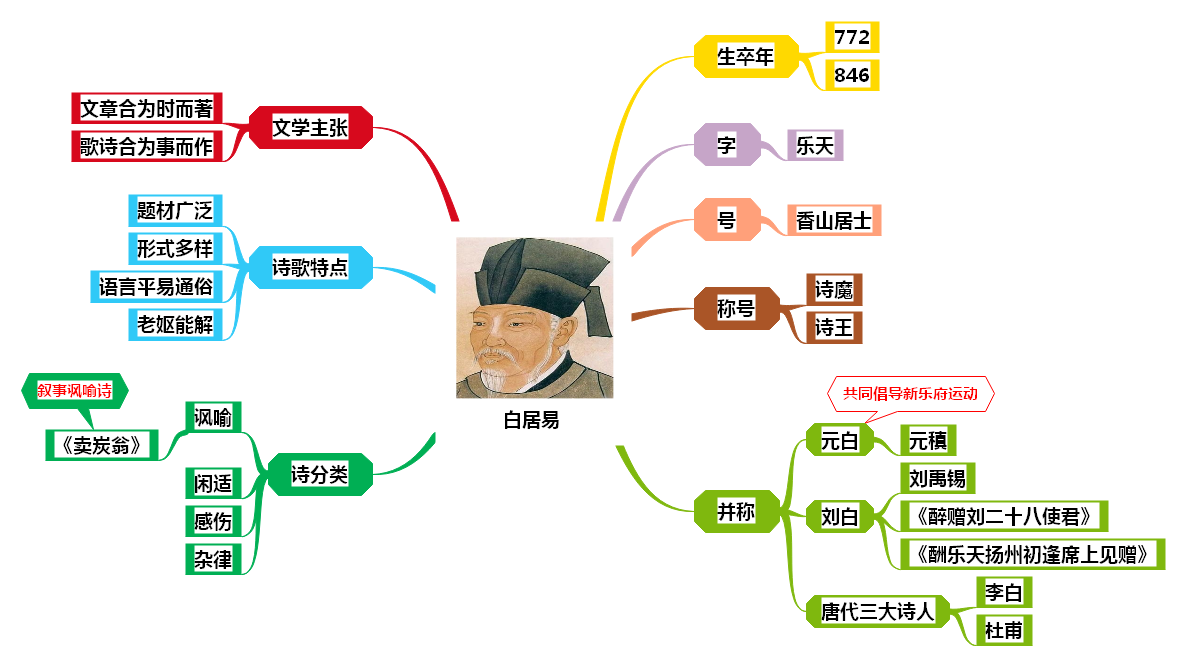 白居易
生卒年
772
846
字
乐天
号
香山居士
称号
诗魔
诗王
并称
共同倡导新乐府运动
元白
元稹
刘白
刘禹锡
《醉赠刘二十八使君》
《酬乐天扬州初逢席上见赠》
唐代三大诗人
李白
杜甫
文学主张
文章合为时而著
歌诗合为事而作
诗歌特点
题材广泛
形式多样
语言平易通俗
老妪能解
诗分类
讽喻
叙事讽喻诗
《卖炭翁》
闲适
感伤
杂律